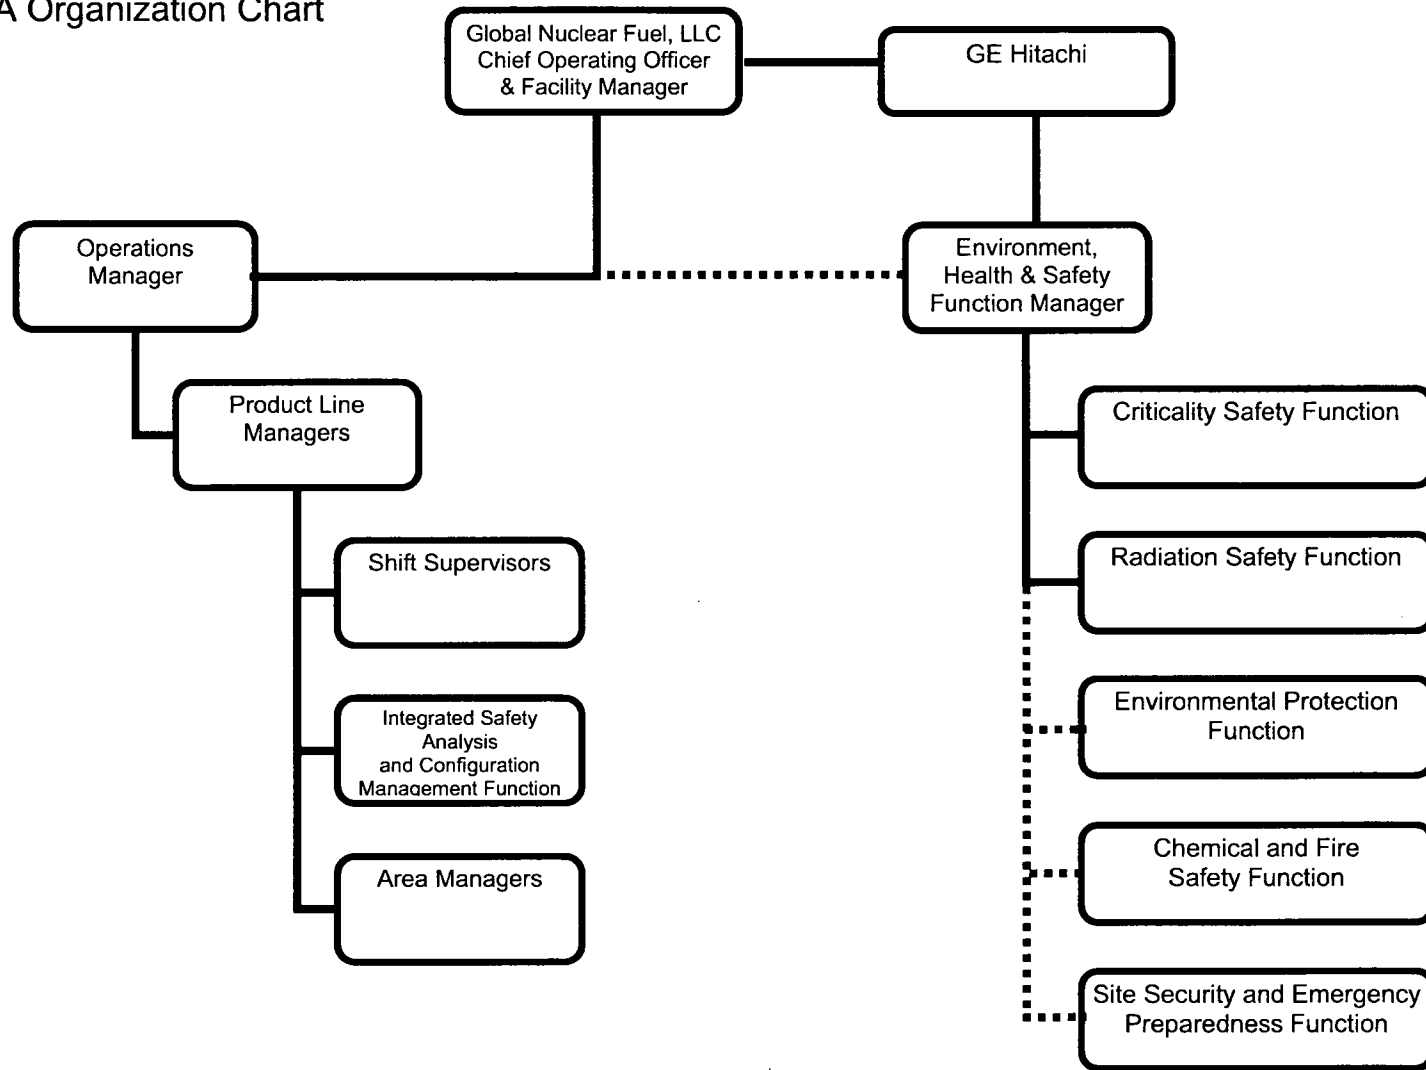 A Organization Chart
Global Nuclear Fuel, LLC
Chief Operating Officer
& Facility Manager
GE Hitachi
Operations
Manager
Environment,
Health & Safety
Function Manager
Product Line
Managers
Criticality Safety Function
Shift Supervisors
Radiation Safety Function
Integrated Safety
Analysis
and Configuration
Management Function
Environmental Protection
Function
Area Managers
Chemical and Fire
Safety Function
Site Security and Emergency
Preparedness Function